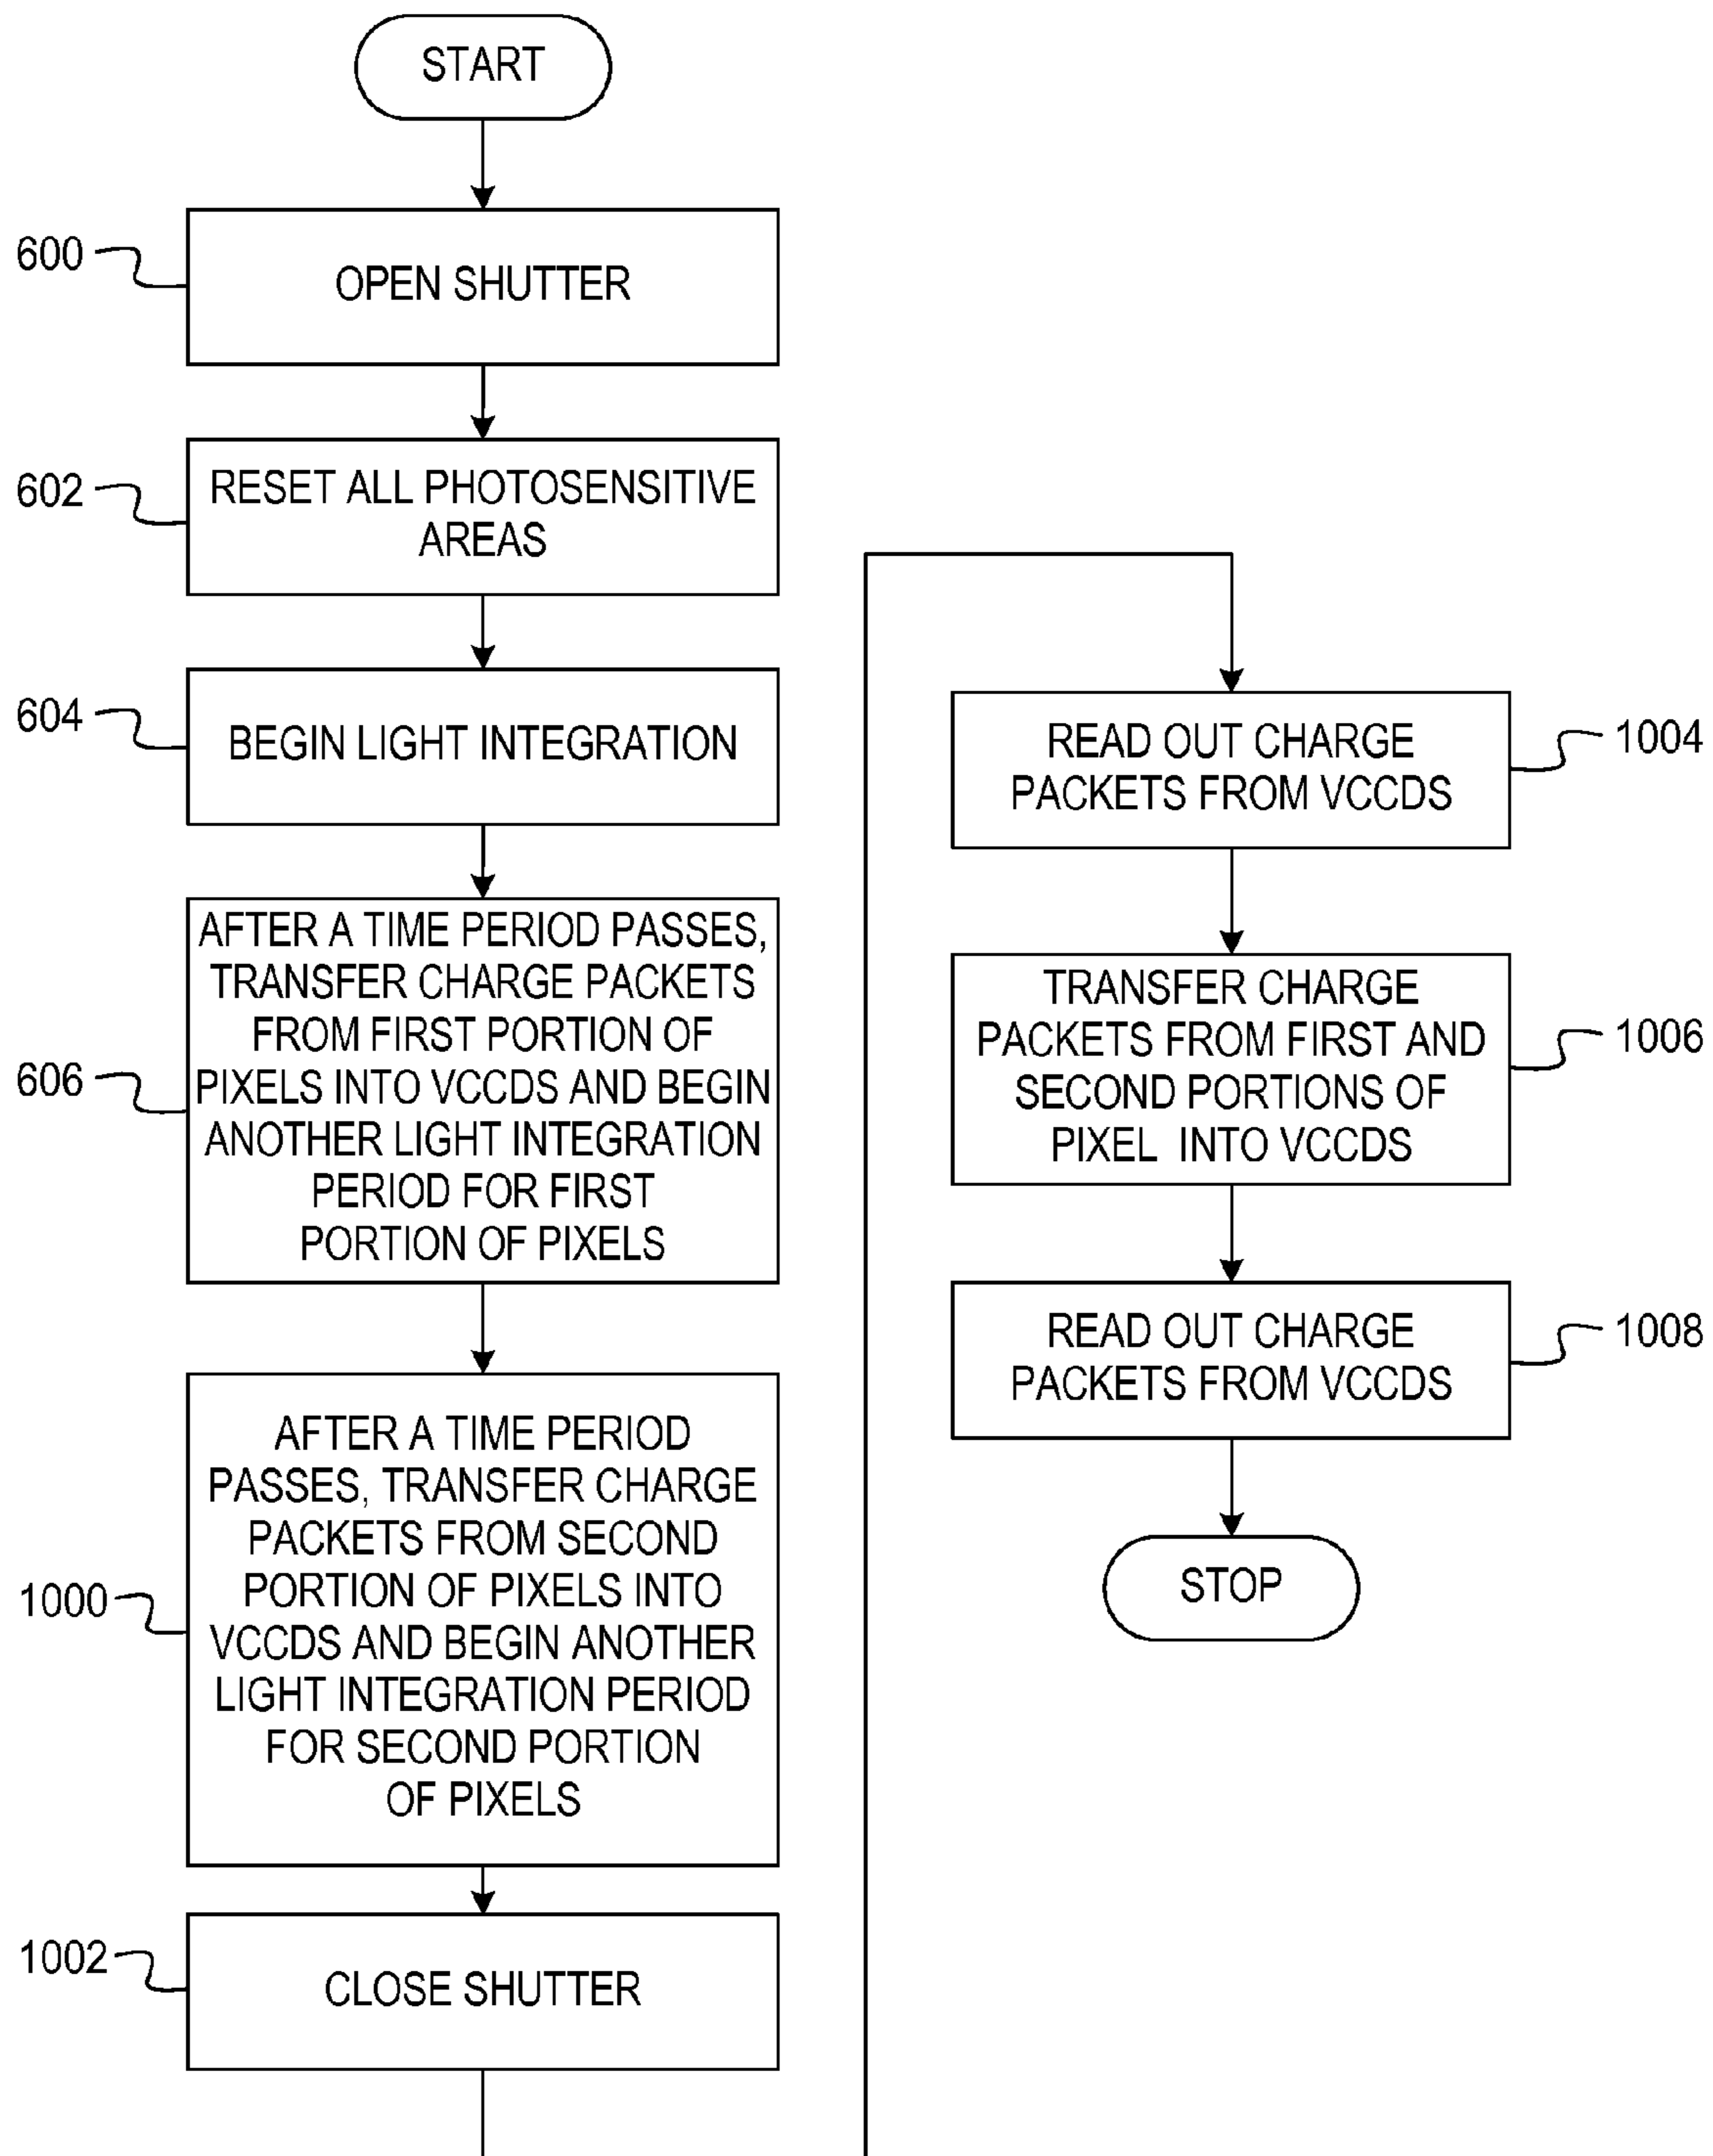 START
600
OPEN SHUTTER
602
RESET ALL PHOTOSENSITIVE
AREAS
604
BEGIN LIGHT INTEGRATION
606
AFTER A TIME PERIOD PASSES,
TRANSFER CHARGE PACKETS
FROM FIRST PORTION OF
PIXELS INTO VCCDS AND BEGIN
ANOTHER LIGHT INTEGRATION
PERIOD FOR FIRST
PORTION OF PIXELS
1000
AFTER A TIME PERIOD
PASSES, TRANSFER CHARGE
PACKETS FROM SECOND
PORTION OF PIXELS INTO
VCCDS AND BEGIN ANOTHER
LIGHT INTEGRATION PERIOD
FOR SECOND PORTION
OF PIXELS
1002
CLOSE SHUTTER
READ OUT CHARGE
PACKETS FROM VCCDS
1004
TRANSFER CHARGE
PACKETS FROM FIRST AND
SECOND PORTIONS OF
PIXEL INTO VCCDS
1006
READ OUT CHARGE
PACKETS FROM VCCDS
1008
STOP